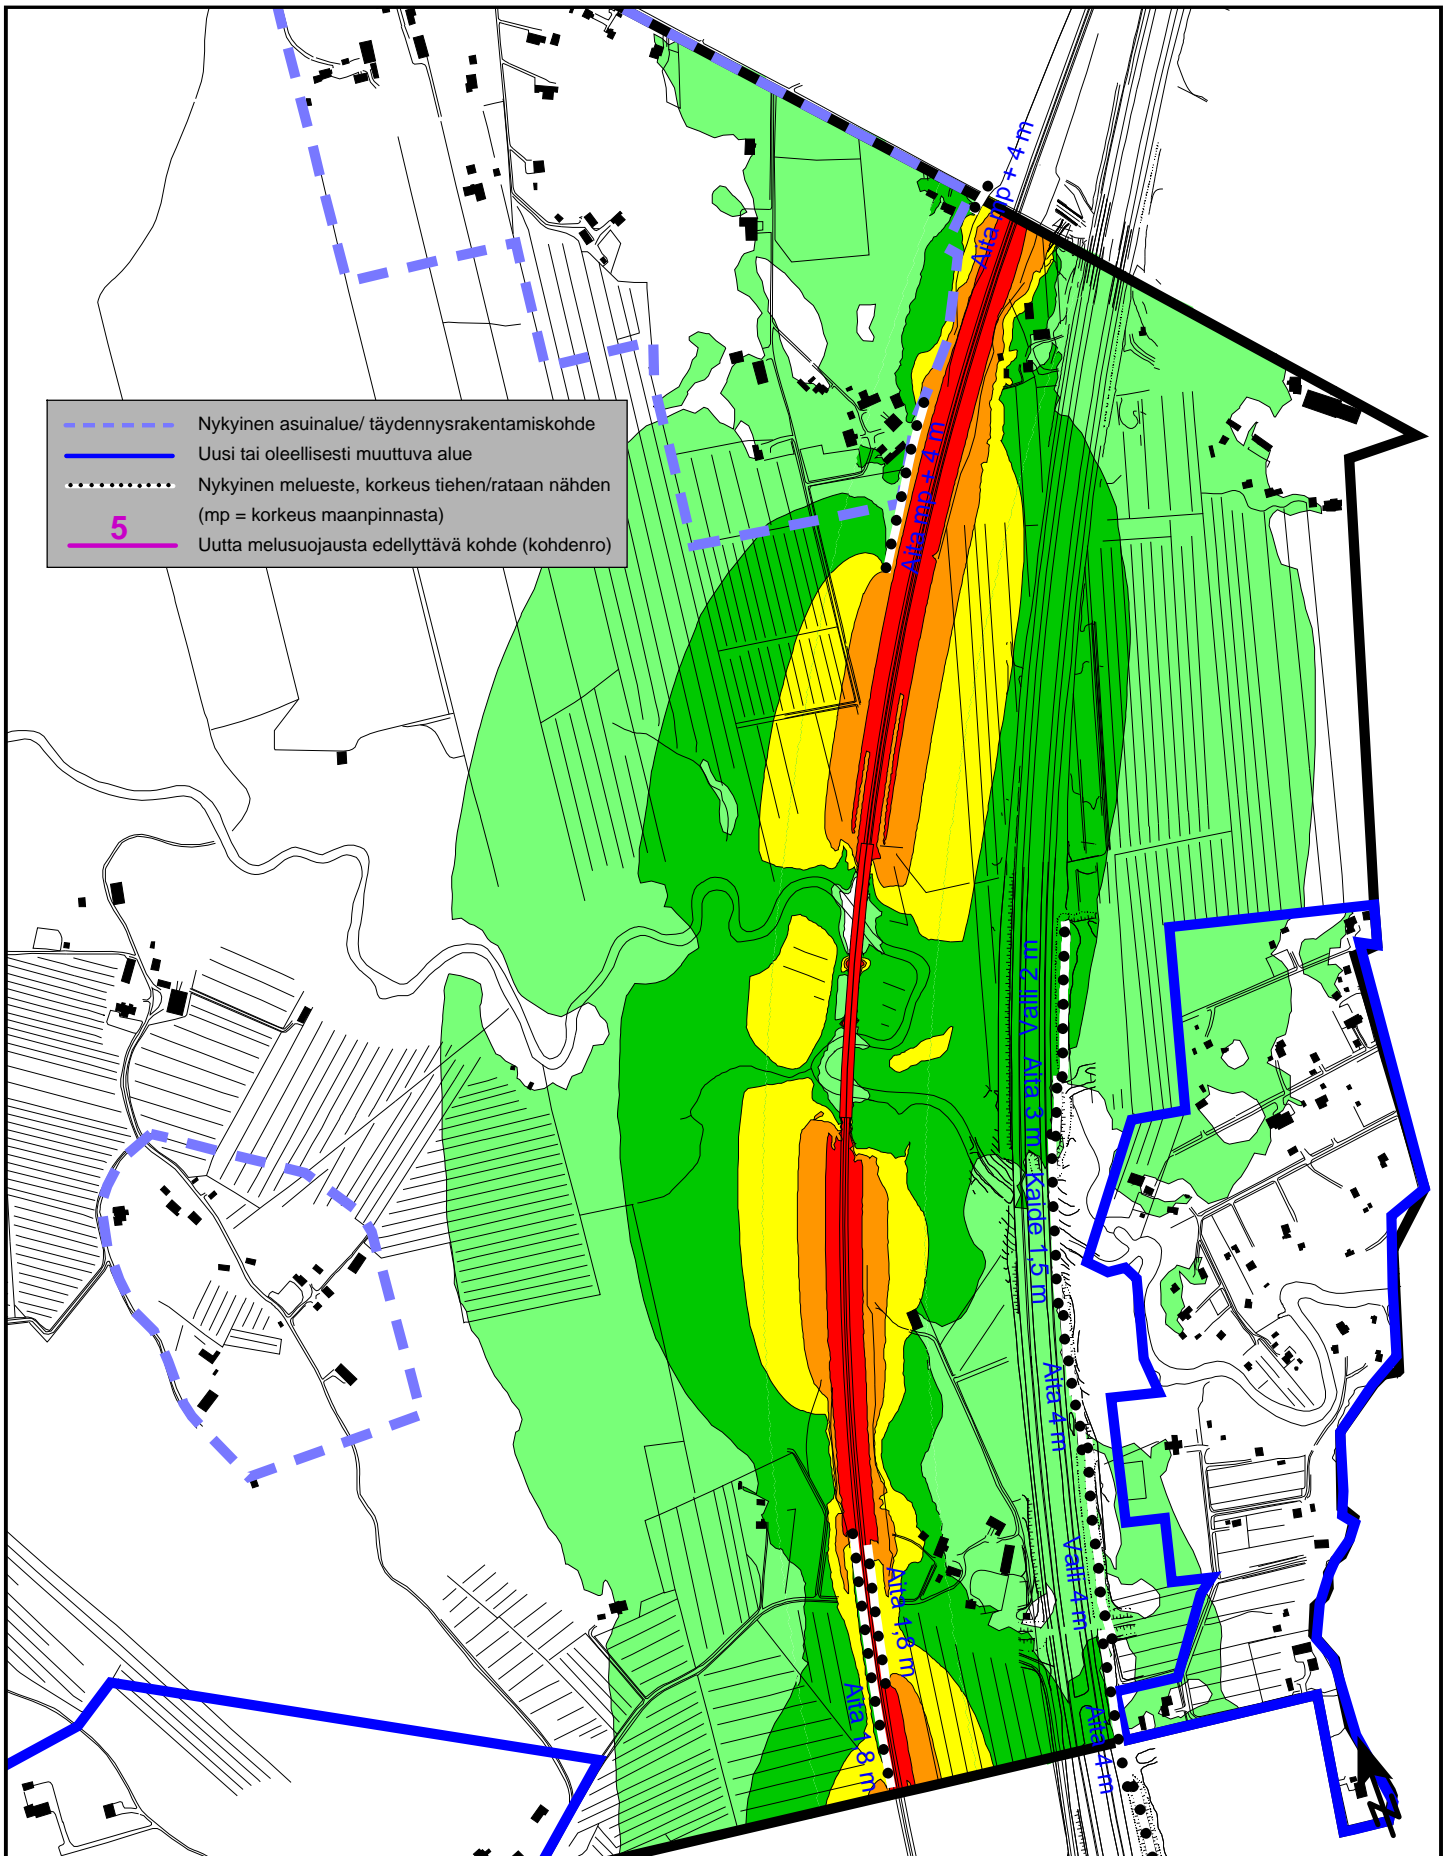 Aita mp + 4 m
Nykyinen asuinalue/ täydennysrakentamiskohde
Uusi tai oleellisesti muuttuva alue
Nykyinen melueste, korkeus tiehen/rataan nähden
(mp = korkeus maanpinnasta)
5
Uutta melusuojausta edellyttävä kohde (kohdenro)
Aita mp + 4 m
Valli 2 m
Aita 3 m
Kaide 1,5 m
Aita 4 m
Valli 4 m
Aita 1,8 m
Aita 1,8 m
Aita 4 m
N